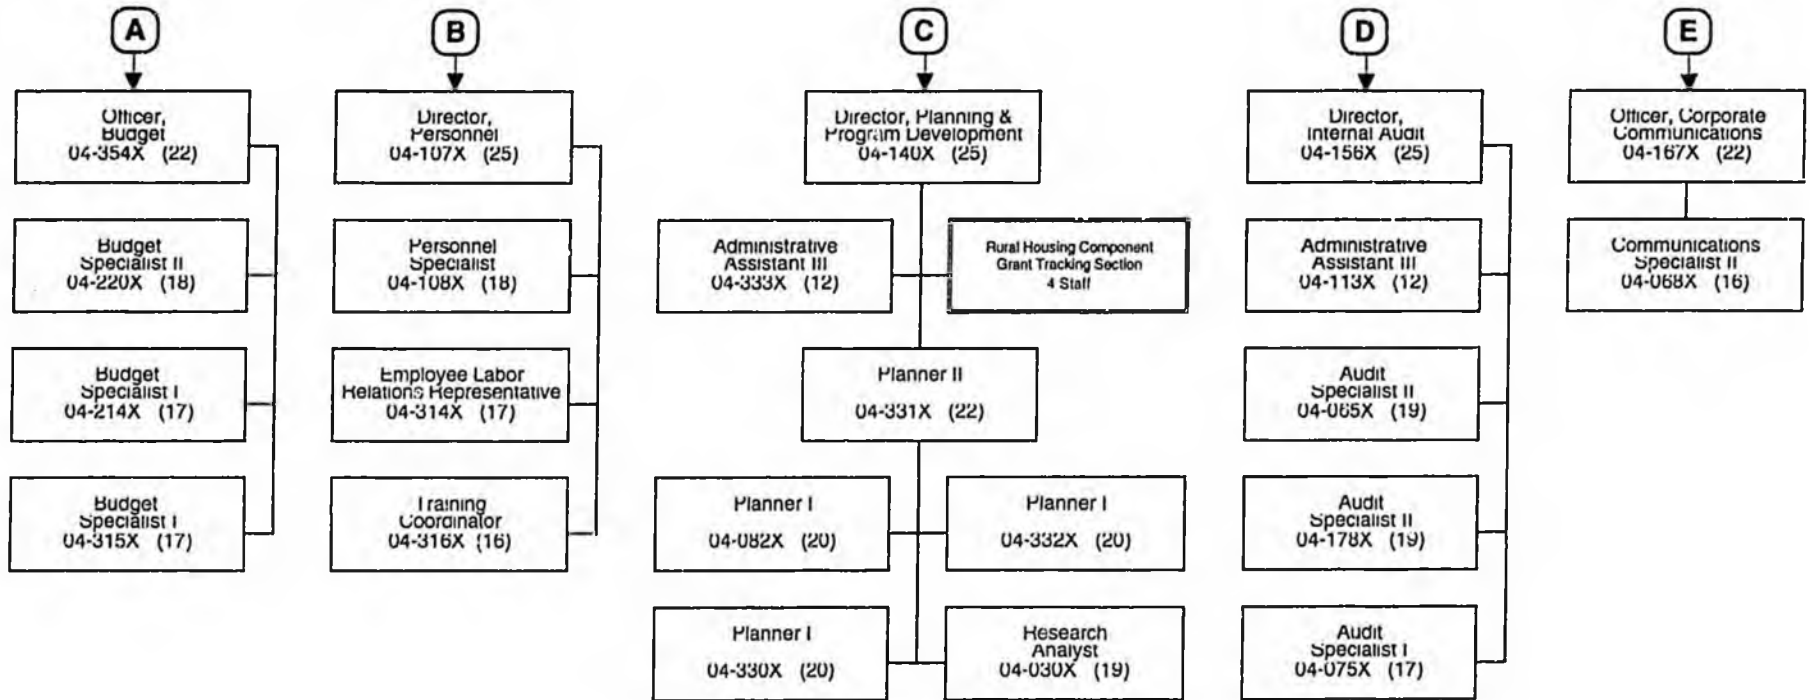 A
Officer,
Budget
04-354X (22)
Budget
Specialist II
04-220X (18)
Budget
Specialist I
04-214X (17)
Budget
Specialist I
04-315X (17)
B
Director,
Personnel
04-107X (25)
Personnel
Specialist
04-108X (18)
Employee Labor
Relations Representative
04-314X (17)
Training
Coordinator
04-316X (16)
C
Director, Planning &
Program Development
04-140X (25)
Administrative
Assistant III
04-333X (12)
Rural Housing Component
Grant Tracking Section
4 Staff
Planner II
04-331X (22)
Planner I
04-082X (20)
Planner I
04-332X (20)
Planner I
04-330X (20)
Research
Analyst
04-030X (19)
D
Director,
Internal Audit
04-156X (25)
Administrative
Assistant III
04-113X (12)
Audit
Specialist II
04-065X (19)
Audit
Specialist II
04-178X (19)
Audit
Specialist I
04-075X (17)
E
Officer, Corporate
Communications
04-167X (22)
Communications
Specialist II
04-068X (16)